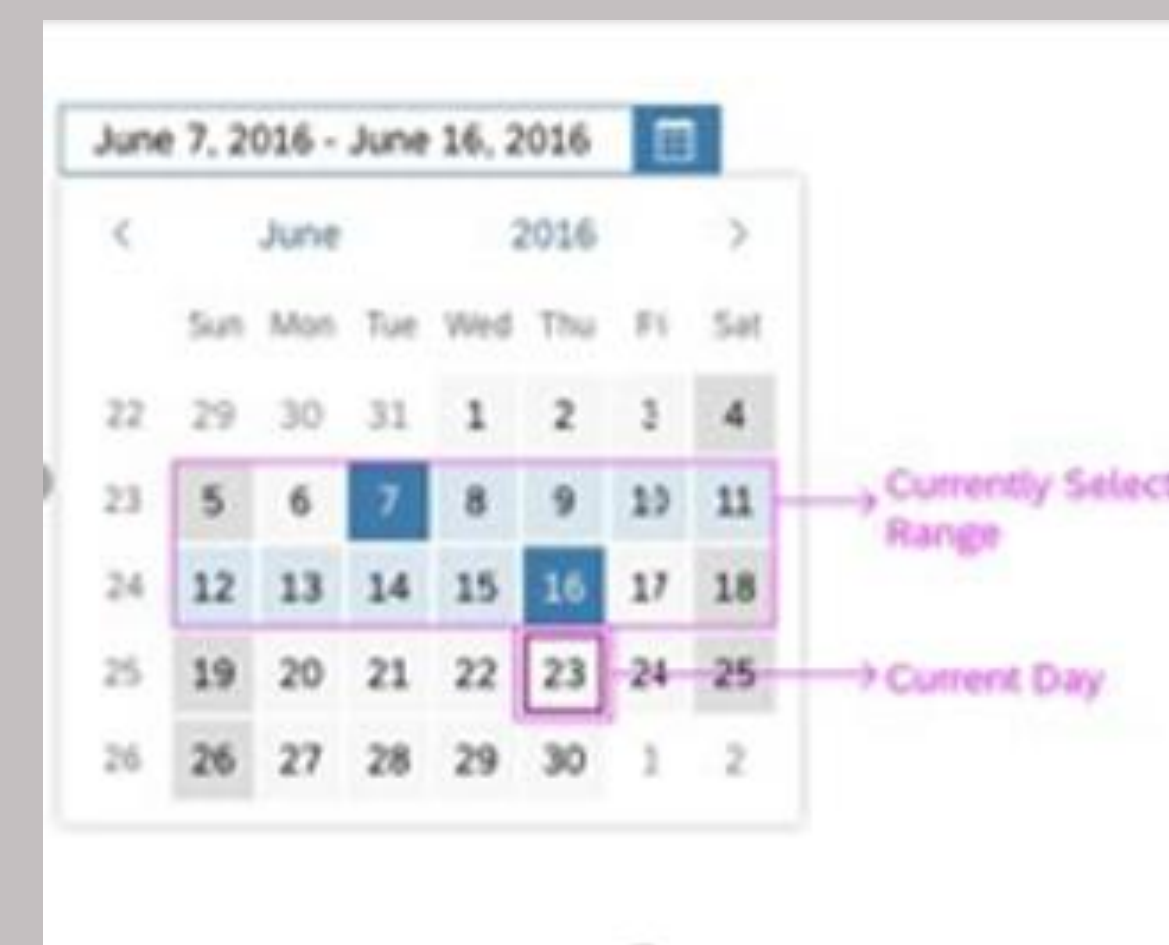 June 7, 2016 - June 16, 2016
June 2016
Sun Mon Tue Wed Thu Fri Sat
22 29 30 31 1 2 3 4
23 5 6 7 8 9 10 11
Currently Select
Range
24 12 13 14 15 16 17 18
25 19 20 21 22 23 24 25
Current Day
26 26 27 28 29 30 1 2